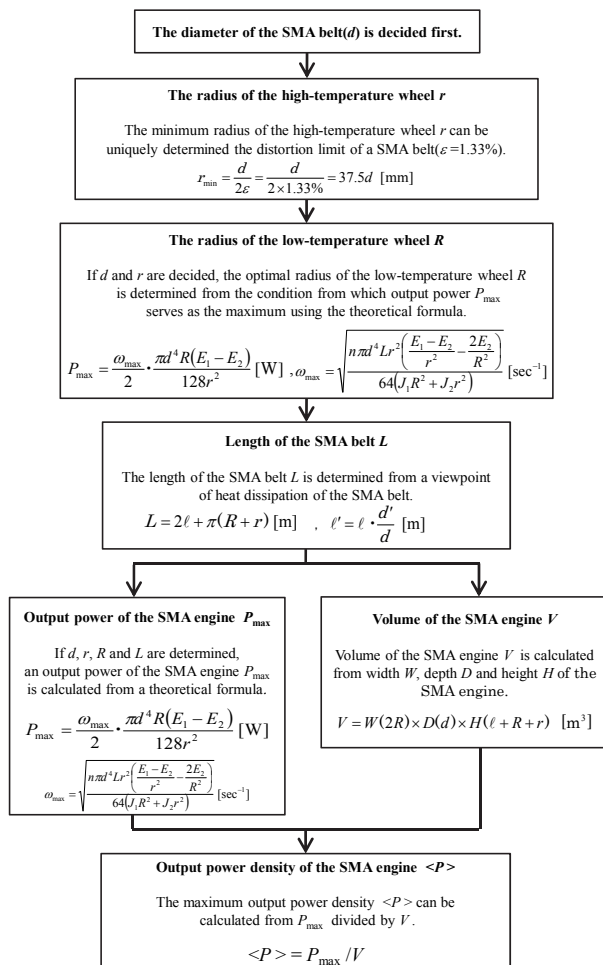 The diameter of the SMA belt(d) is decided first.
The radius of the high-temperature wheel r
The minimum radius of the high-temperature wheel r can be
uniquely determined the distortion limit of a SMA belt(ε =1.33%).
r_min = d/2ε = d/(2×1.33%) = 37.5d [mm]
The radius of the low-temperature wheel R
If d and r are decided, the optimal radius of the low-temperature wheel R
is determined from the condition from which output power P_max
serves as the maximum using the theoretical formula.
P_max = ω_max/2 · πd⁴R(E₁−E₂)/128r² [W] , ω_max = √(nπd⁴Lr²((E₁−E₂)/r² − 2E₂/R²)/64(J₁R²+J₂r²)) [sec⁻¹]
Length of the SMA belt L
The length of the SMA belt L is determined from a viewpoint
of heat dissipation of the SMA belt.
L = 2ℓ + π(R + r) [m] , ℓ′ = ℓ · d′/d [m]
Output power of the SMA engine P_max
If d, r, R and L are determined,
an output power of the SMA engine P_max
is calculated from a theoretical formula.
P_max = ω_max/2 · πd⁴R(E₁−E₂)/128r² [W]
ω_max = √(nπd⁴Lr²((E₁−E₂)/r² − 2E₂/R²)/64(J₁R²+J₂r²)) [sec⁻¹]
Volume of the SMA engine V
Volume of the SMA engine V is calculated
from width W, depth D and height H of the
SMA engine.
V = W(2R)×D(d)×H(ℓ+R+r) [m³]
Output power density of the SMA engine <P>
The maximum output power density <P> can be
calculated from P_max divided by V.
<P> = P_max /V